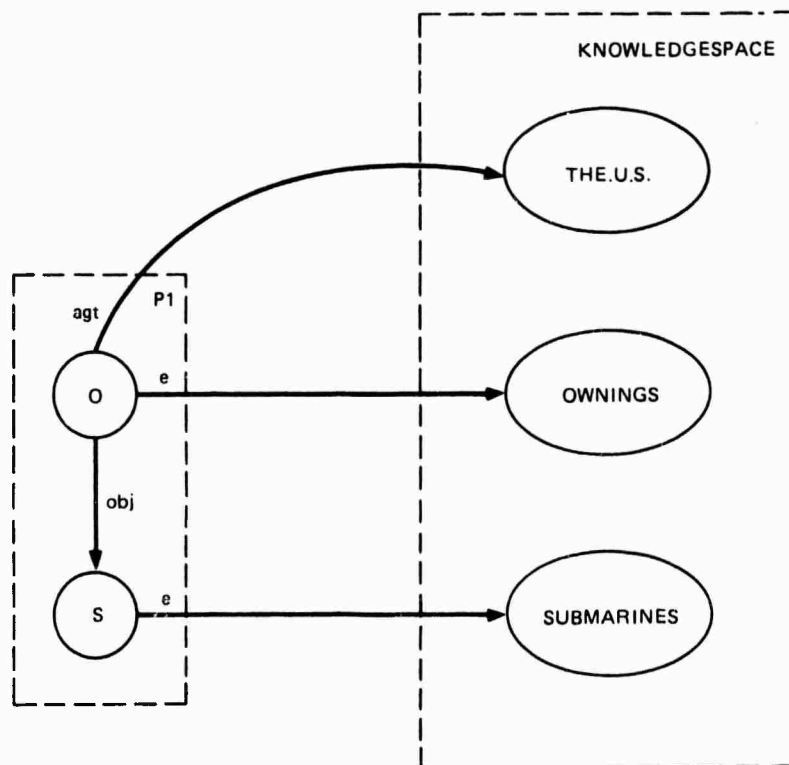 KNOWLEDGESPACE
THE.U.S.
P1
agt
O
e
OWNINGS
obj
S
e
SUBMARINES